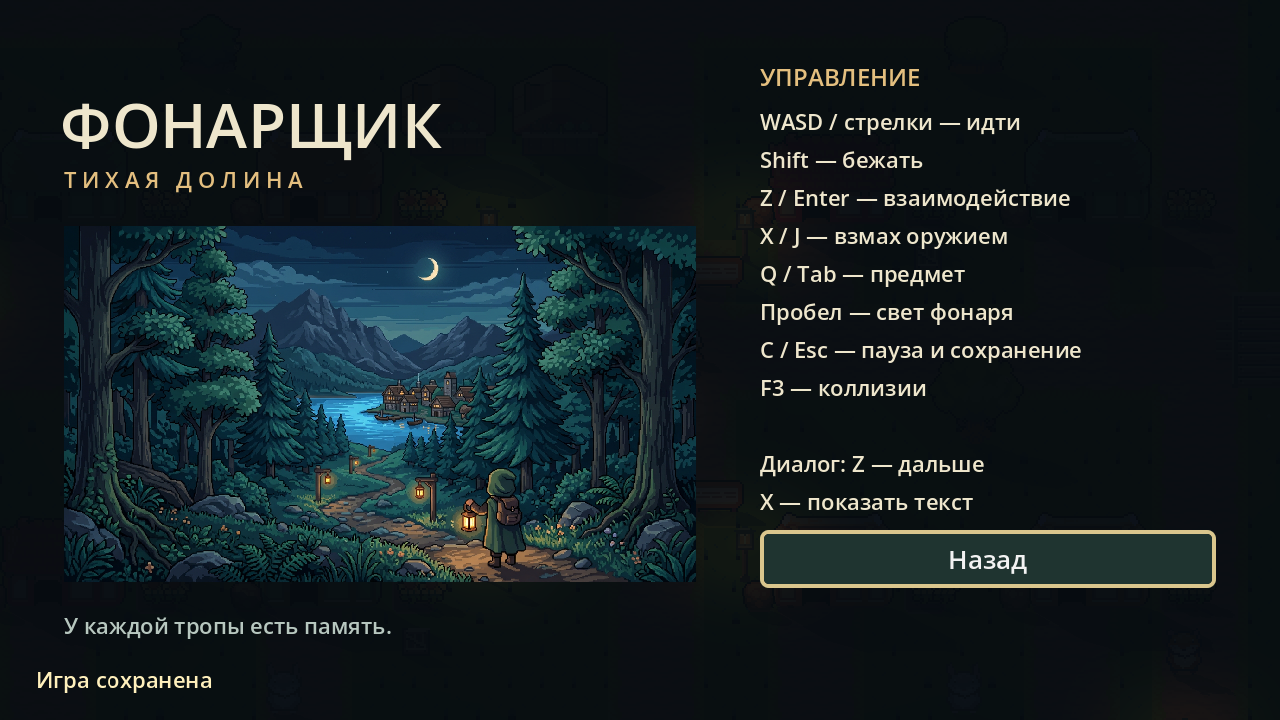 ФОНАРЩИК
ТИХАЯ ДОЛИНА
У каждой тропы есть память.
Игра сохранена
УПРАВЛЕНИЕ
WASD / стрелки — идти
Shift — бежать
Z / Enter — взаимодействие
X / J — взмах оружием
Q / Tab — предмет
Пробел — свет фонаря
C / Esc — пауза и сохранение
F3 — коллизии
Диалог: Z — дальше
X — показать текст
Назад